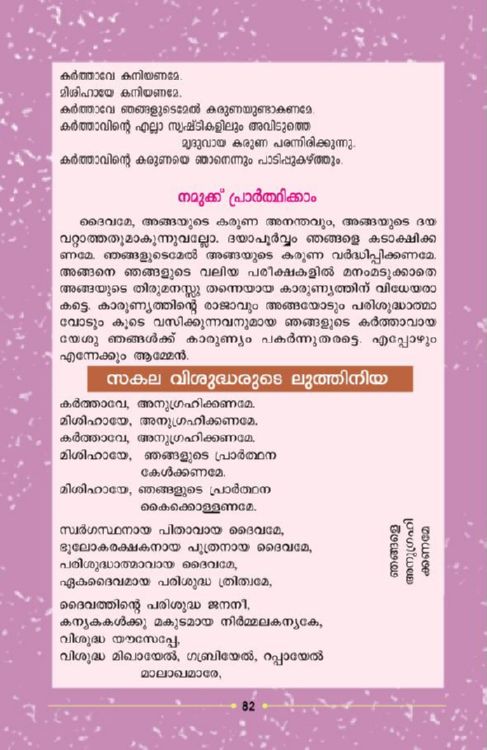 കർത്താവേ കനിയണമേ.
മിശിഹായേ കനിയണമേ.
കർത്താവേ ഞങ്ങളുടെമേൽ കരുണയുണ്ടാകണമേ.
കർത്താവിന്റെ എല്ലാ സൃഷ്ടികളിലും അവിടുത്തെ
മൃദുവായ കരുണ പരന്നിരിക്കുന്നു.
കർത്താവിന്റെ കരുണയെ ഞാനെന്നും പാടിപ്പുകഴ്ത്തും.
നമുക്ക് പ്രാർത്ഥിക്കാം
ദൈവമേ, അങ്ങയുടെ കരുണ അനന്തവും, അങ്ങയുടെ ദയ
വറ്റാത്തതുമാകുന്നുവല്ലോ. ദയാപൂർവ്വം ഞങ്ങളെ കടാക്ഷിക്ക
ണമേ. ഞങ്ങളുടെമേൽ അങ്ങയുടെ കരുണ വർദ്ധിപ്പിക്കണമേ.
അങ്ങനെ ഞങ്ങളുടെ വലിയ പരീക്ഷകളിൽ മനംമടുക്കാതെ
അങ്ങയുടെ തിരുമനസ്സു തന്നെയായ കാരുണ്യത്തിന് വിധേയരാ
കട്ടെ. കാരുണ്യത്തിന്റെ രാജാവും അങ്ങയോടും പരിശുദ്ധാത്മാ
വോടും കൂടെ വസിക്കുന്നവനുമായ ഞങ്ങളുടെ കർത്താവായ
യേശു ഞങ്ങൾക്ക് കാരുണ്യം പകർന്നുതരട്ടെ. എപ്പോഴും
എന്നേക്കും ആമ്മേൻ.
സകല വിശുദ്ധരുടെ ലുത്തിനിയ
കർത്താവേ, അനുഗ്രഹിക്കണമേ.
മിശിഹായേ, അനുഗ്രഹിക്കണമേ.
കർത്താവേ, അനുഗ്രഹിക്കണമേ.
മിശിഹായേ, ഞങ്ങളുടെ പ്രാർത്ഥന
കേൾക്കണമേ.
മിശിഹായേ, ഞങ്ങളുടെ പ്രാർത്ഥന
കൈക്കൊള്ളണമേ.
സ്വർഗസ്ഥനായ പിതാവായ ദൈവമേ,
ഭൂലോകരക്ഷകനായ പുത്രനായ ദൈവമേ,
പരിശുദ്ധാത്മാവായ ദൈവമേ,
ഏകദൈവമായ പരിശുദ്ധ ത്രിത്വമേ,
ഞങ്ങളെ
അനുഗ്രഹി
ക്കണമേ
ദൈവത്തിന്റെ പരിശുദ്ധ ജനനീ,
കന്യകകൾക്കു മകുടമായ നിർമ്മലകന്യകേ,
വിശുദ്ധ യൗസേപ്പേ,
വിശുദ്ധ മിഖായേൽ, ഗബ്രിയേൽ, റപ്പായേൽ
മാലാഖമാരേ,
82